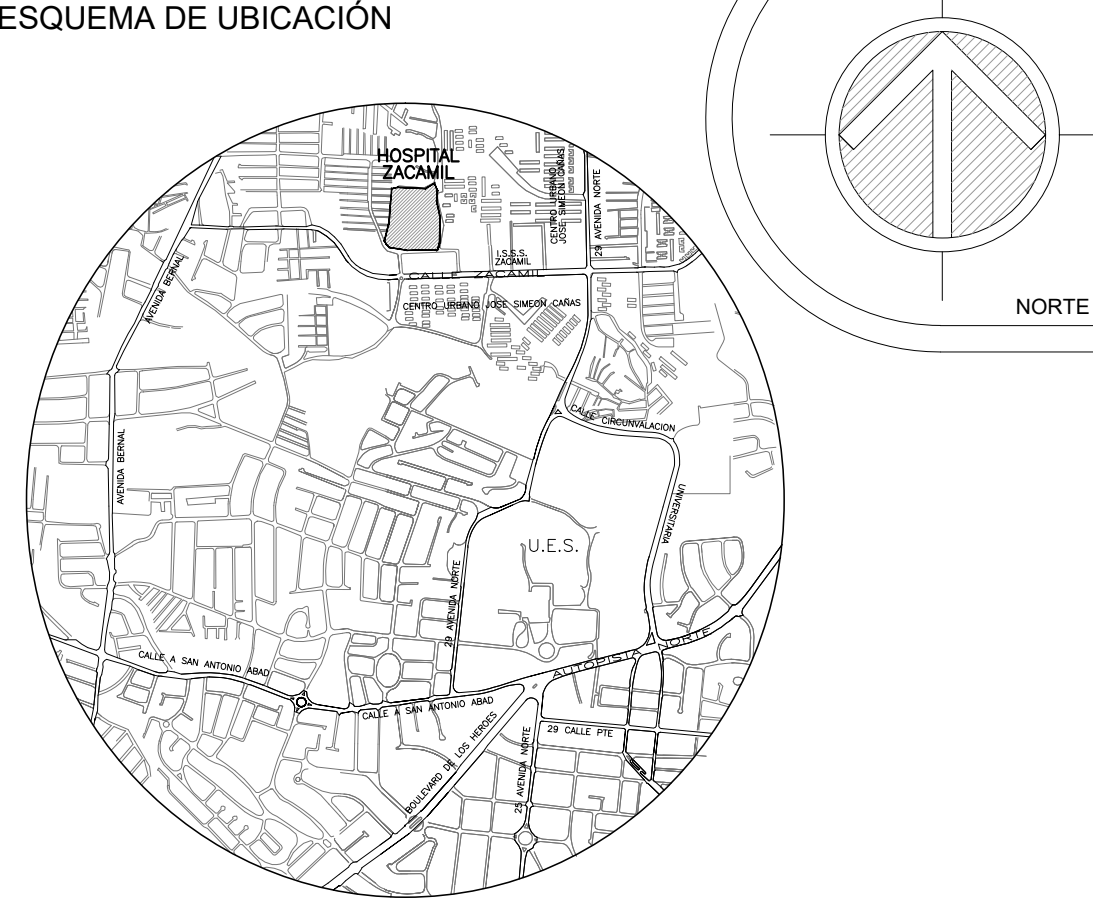 ESQUEMA DE UBICACIÓN
NORTE
HOSPITAL
ZACAMIL
CENTRO URBANO
JOSE SIMEON CAÑAS
29 AVENIDA NORTE
I.S.S.S.
ZACAMIL
CALLE ZACAMIL
AVENIDA BERNAL
CENTRO URBANO JOSE SIMEON CAÑAS
CALLE CIRCUNVALACION
AVENIDA BERNAL
UNIVERSITARIA
U.E.S.
29 AVENIDA NORTE
CALLE A SAN ANTONIO ABAD
AUTOPISTA NORTE
CALLE A SAN ANTONIO ABAD
BOULEVARD DE LOS HEROES
25 AVENIDA NORTE
29 CALLE PTE